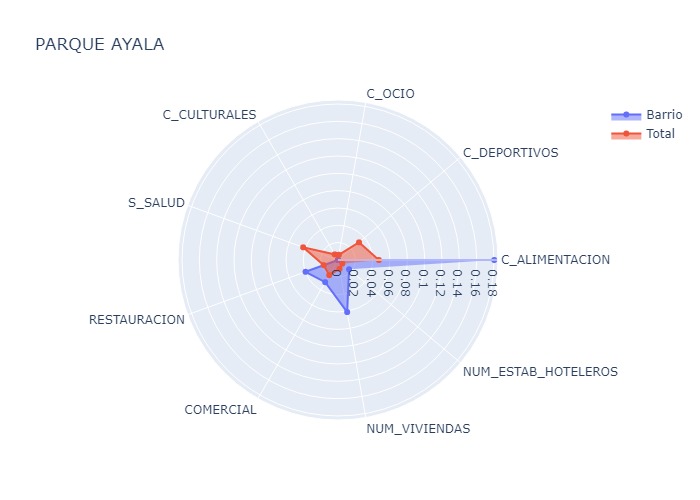 PARQUE AYALA
C_OCIO
C_CULTURALES
Barrio
Total
C_DEPORTIVOS
S_SALUD
C_ALIMENTACION
0
0.02
0.04
0.06
0.08
0.1
0.12
0.14
0.16
0.18
RESTAURACION
NUM_ESTAB_HOTELEROS
COMERCIAL
NUM_VIVIENDAS